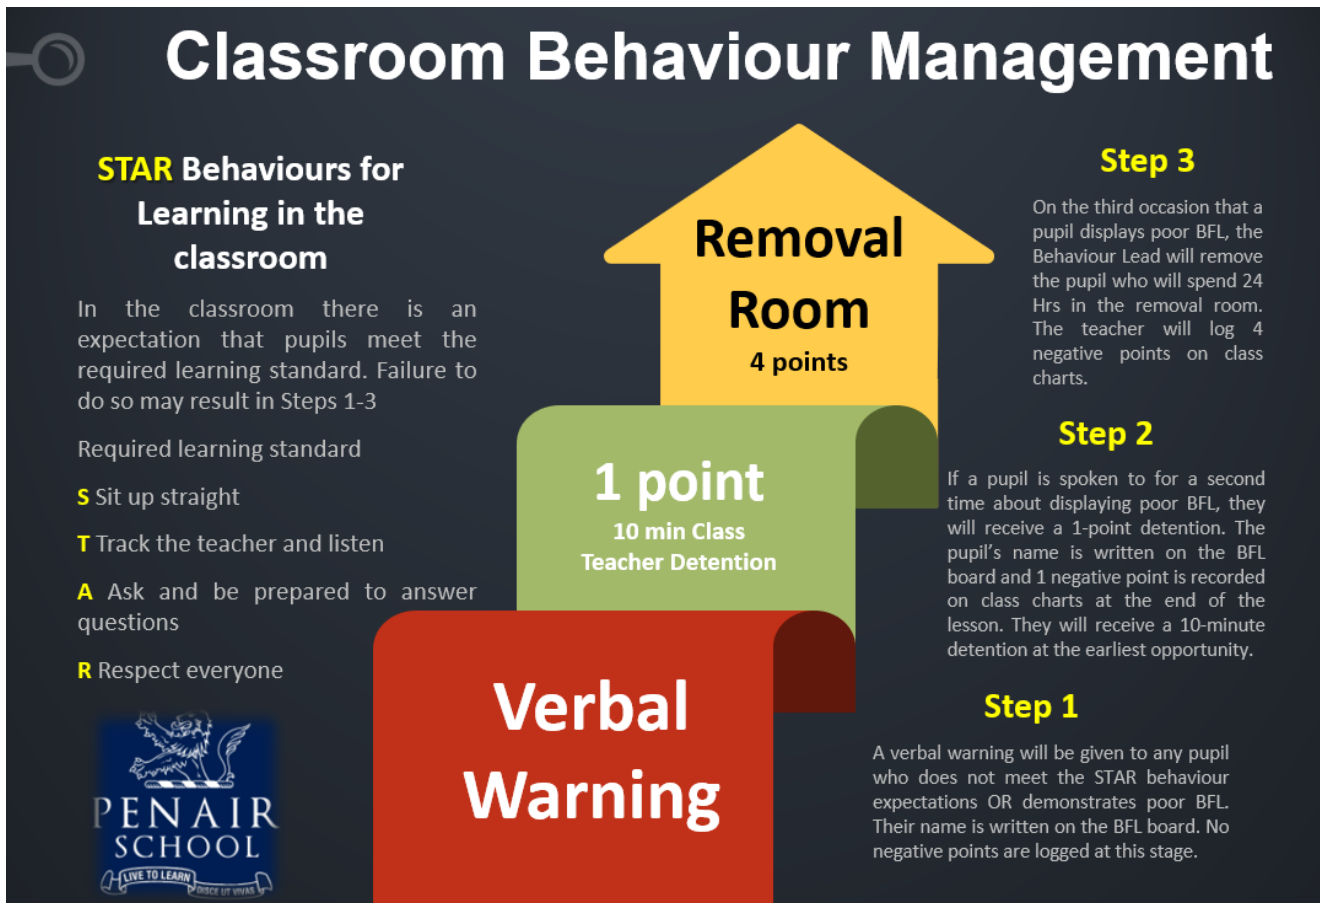 Classroom Behaviour Management
STAR Behaviours for
Learning in the
classroom
In the classroom there is an
expectation that pupils meet the
required learning standard. Failure to
do so may result in Steps 1-3
Required learning standard
S Sit up straight
T Track the teacher and listen
A Ask and be prepared to answer
questions
R Respect everyone
PENAIR
SCHOOL
LIVE TO LEARN
DISCE UT VIVAS
Removal
Room
4 points
1 point
10 min Class
Teacher Detention
Verbal
Warning
Step 3
On the third occasion that a
pupil displays poor BFL, the
Behaviour Lead will remove
the pupil who will spend 24
Hrs in the removal room.
The teacher will log 4
negative points on class
charts.
Step 2
If a pupil is spoken to for a second
time about displaying poor BFL, they
will receive a 1-point detention. The
pupil's name is written on the BFL
board and 1 negative point is recorded
on class charts at the end of the
lesson. They will receive a 10-minute
detention at the earliest opportunity.
Step 1
A verbal warning will be given to any pupil
who does not meet the STAR behaviour
expectations OR demonstrates poor BFL.
Their name is written on the BFL board. No
negative points are logged at this stage.